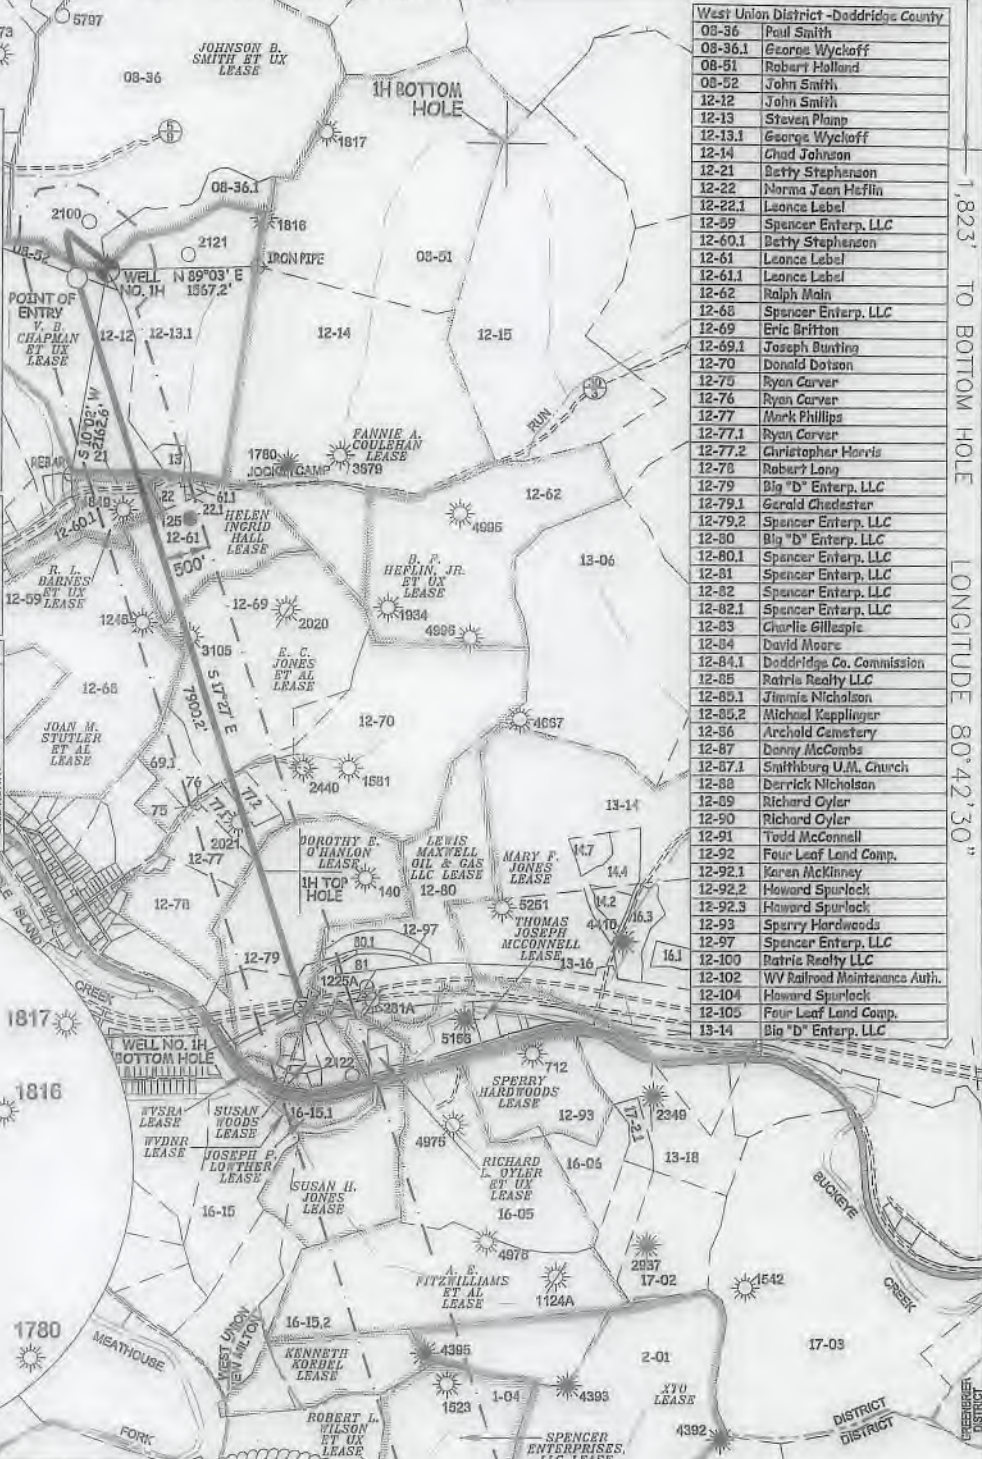 5797
73
JOHNSON B.
SMITH ET UX
LEASE
08-36
1H BOTTOM
HOLE
5
8
1817
08-36.1
2100
1816
2121
08-51
08-52
IRON PIPE
WELL
NO. 1H
N 89°03' E
1567.2'
POINT OF
ENTRY
V. B.
CHAPMAN
ET UX
LEASE
12-12
12-13.1
12-14
12-15
S 10°02' W
2162.6'
RUN
FANNIE A.
COULEHAN
LEASE
1780
3979
JOCKEY CAMP
REBAR
21
13
849
22
61.1
22.1
25
12-60.1
12-61
500'
HELEN
INGRID
HALL
LEASE
12-62
4995
13-06
R. L.
BARNES
ET UX
LEASE
12-59
B. F.
HEFLIN, JR.
ET UX
LEASE
1934
4996
12-69
2020
3105
E. C.
JONES
ET AL
LEASE
12-68
S 17°27' E
7900.2'
12-70
4667
JOAN M.
STUTLER
ET AL
LEASE
69.1
76
75
77.2
2440
1581
2021
12-77
13-14
DOROTHY E.
O'HANLON
LEASE
1H TOP
HOLE
140
LEWIS
MAXWELL
OIL & GAS
LLC LEASE
12-80
MARY F.
JONES
LEASE
14.7
14.4
14.2
5261
16.3
16.1
THOMAS
JOSEPH
MCCONNELL
LEASE
13-16
12-78
12-97
12-79
80.1
81
1225A
ISLAND
CREEK
5166
1817
WELL NO. 1H
BOTTOM HOLE
2122
712
1816
SPERRY
HARDWOODS
LEASE
12-93
2349
WVSRA
LEASE
WVDNR
LEASE
SUSAN
WOODS
LEASE
16-15.1
JOSEPH P.
LOWTHER
LEASE
4975
RICHARD
L. OYLER
ET UX
LEASE
16-06
13-18
SUSAN H.
JONES
LEASE
16-15
16-05
BUCKEYE
CREEK
4976
2937
17-02
1542
A. E.
FITZWILLIAMS
ET AL
LEASE
1124A
16-15.2
1780
MEATHOUSE
FORK
WEST UNION
NEW MILTON
KENNETH
KORBEL
LEASE
4395
1523
1-04
4393
2-01
17-03
XTO
LEASE
4392
ROBERT L.
WILSON
ET UX
LEASE
SPENCER
ENTERPRISES,
LLC LEASE
DISTRICT
DISTRICT
GREENBRIER
DISTRICT
West Union District -Doddridge County
08-36 Paul Smith
08-36.1 George Wyckoff
08-51 Robert Holland
08-52 John Smith
12-12 John Smith
12-13 Steven Plamp
12-13.1 George Wyckoff
12-14 Chad Johnson
12-21 Betty Stephenson
12-22 Norma Jean Heflin
12-22.1 Leonce Lebel
12-59 Spencer Enterp. LLC
12-60.1 Betty Stephenson
12-61 Leonce Lebel
12-61.1 Leonce Lebel
12-62 Ralph Main
12-68 Spencer Enterp. LLC
12-69 Eric Britton
12-69.1 Joseph Bunting
12-70 Donald Dotson
12-75 Ryan Carver
12-76 Ryan Carver
12-77 Mark Phillips
12-77.1 Ryan Carver
12-77.2 Christopher Harris
12-78 Robert Long
12-79 Big "D" Enterp. LLC
12-79.1 Gerald Chedester
12-79.2 Spencer Enterp. LLC
12-80 Big "D" Enterp. LLC
12-80.1 Spencer Enterp. LLC
12-81 Spencer Enterp. LLC
12-82 Spencer Enterp. LLC
12-82.1 Spencer Enterp. LLC
12-83 Charlie Gillespie
12-84 David Moore
12-84.1 Doddridge Co. Commission
12-85 Ratrie Realty LLC
12-85.1 Jimmie Nicholson
12-85.2 Michael Kepplinger
12-86 Archold Cemetery
12-87 Danny McCombs
12-87.1 Smithburg U.M. Church
12-88 Derrick Nicholson
12-89 Richard Oyler
12-90 Richard Oyler
12-91 Todd McConnell
12-92 Four Leaf Land Comp.
12-92.1 Karen McKinney
12-92.2 Howard Spurlock
12-92.3 Howard Spurlock
12-93 Sperry Hardwoods
12-97 Spencer Enterp. LLC
12-100 Ratrie Realty LLC
12-102 WV Railroad Maintenance Auth.
12-104 Howard Spurlock
12-105 Four Leaf Land Comp.
13-14 Big "D" Enterp. LLC
1,823' TO BOTTOM HOLE
LONGITUDE 80°42'30"